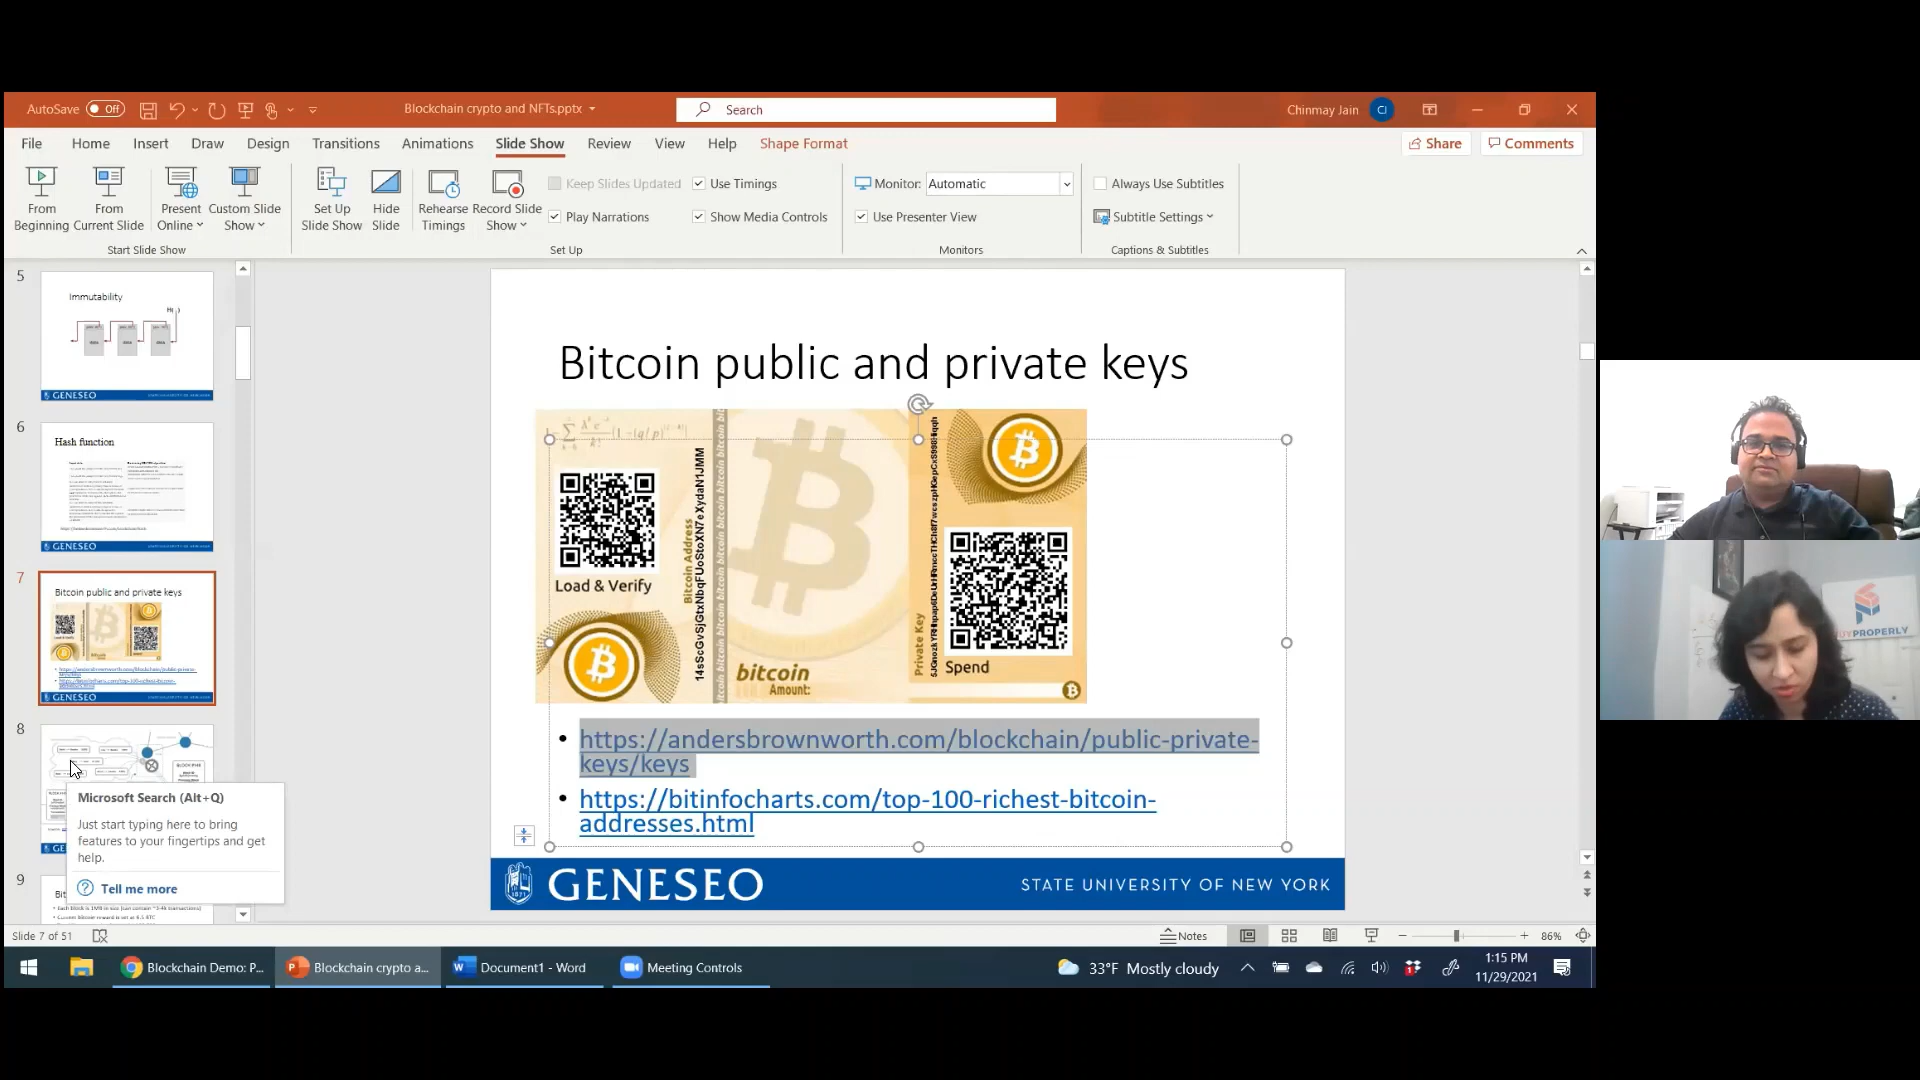 AutoSave Off
Blockchain crypto and NFTs.pptx
Search
Chinmay Jain CJ
File Home Insert Draw Design Transitions Animations Slide Show Review View Help Shape Format
Share Comments
From Beginning
From Current Slide
Present Online
Custom Slide Show
Start Slide Show
Set Up Slide Show
Hide Slide
Rehearse Timings
Record Slide Show
Keep Slides Updated
Use Timings
Play Narrations
Show Media Controls
Set Up
Monitor: Automatic
Use Presenter View
Monitors
Always Use Subtitles
Subtitle Settings
Captions & Subtitles
5
Immutability
H( )
GENESEO
6
Hash function
GENESEO
7
Bitcoin public and private keys
GENESEO
8
9
Microsoft Search (Alt+Q)
Just start typing here to bring
features to your fingertips and get
help.
Tell me more
Bitcoin public and private keys
Load & Verify
Bitcoin Address
bitcoin
Amount:
Private Key
Spend
https://andersbrownworth.com/blockchain/public-private-
keys/keys
https://bitinfocharts.com/top-100-richest-bitcoin-
addresses.html
GENESEO
STATE UNIVERSITY OF NEW YORK
Slide 7 of 51
Notes
86%
Blockchain Demo: P...
Blockchain crypto a...
Document1 - Word
Meeting Controls
33°F Mostly cloudy
1:15 PM
11/29/2021
PROPERLY